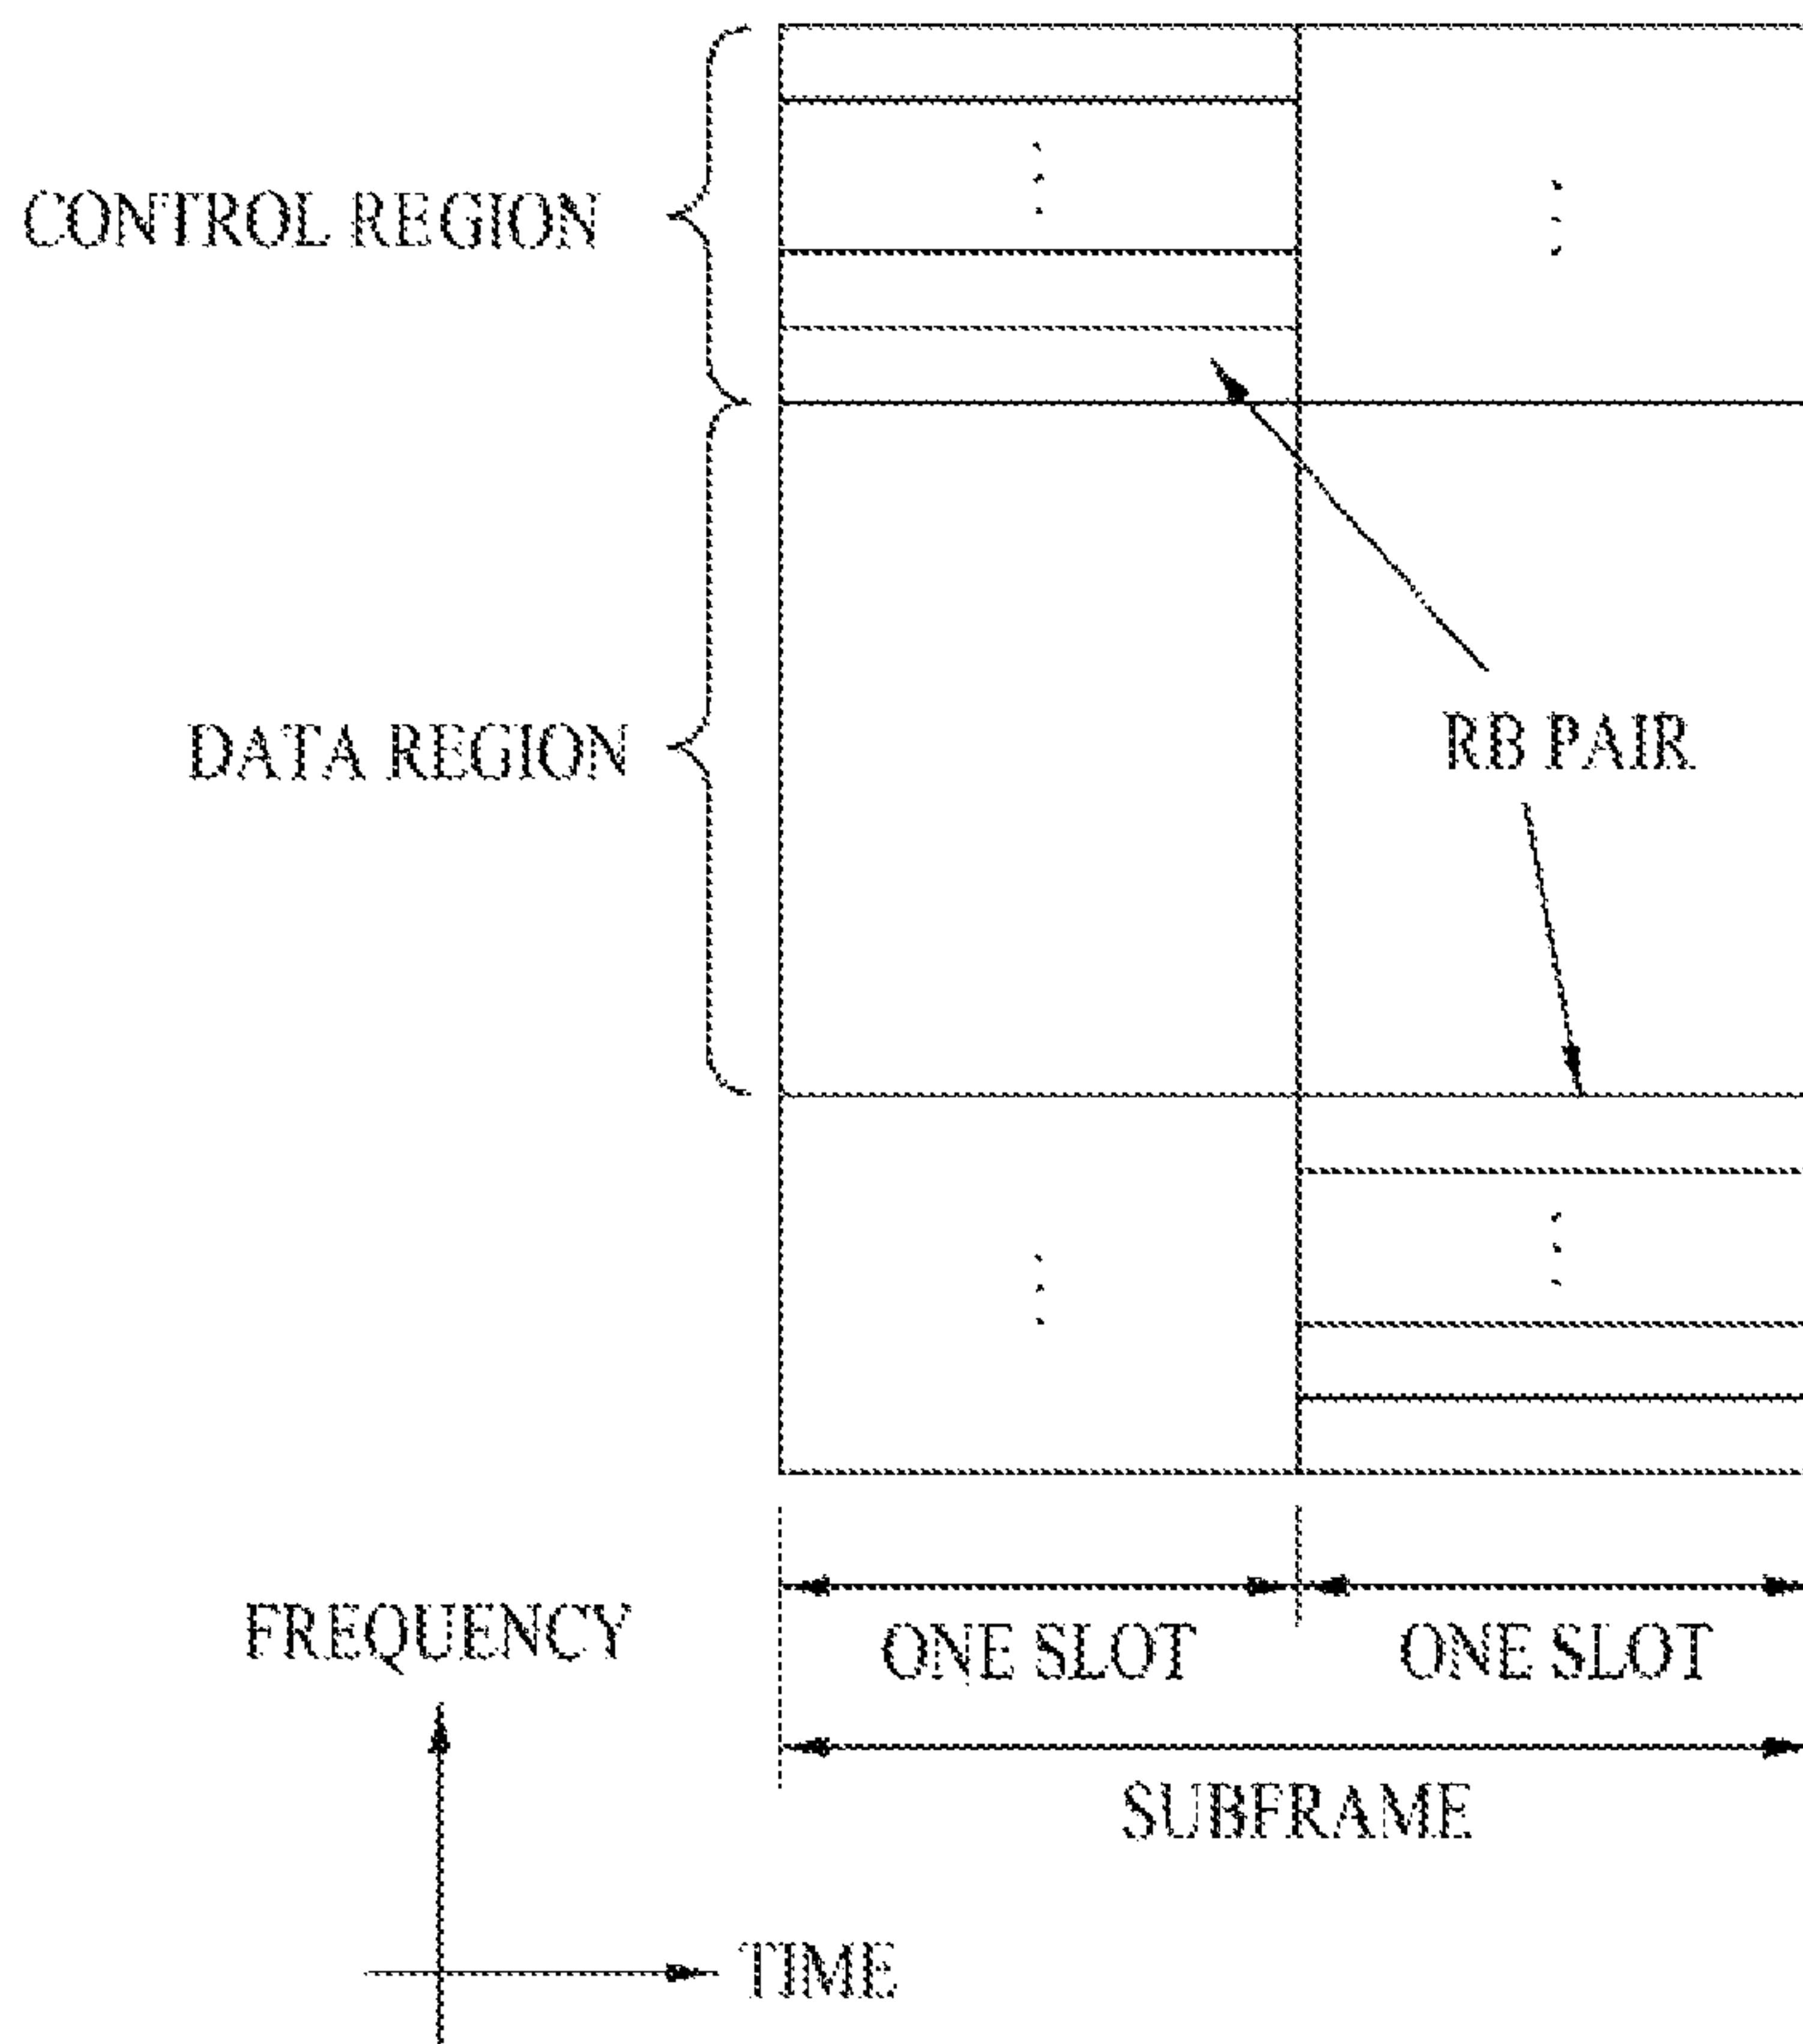 CONTROL REGION
DATA REGION
RB PAIR
FREQUENCY
ONE SLOT
ONE SLOT
SUBFRAME
TIME